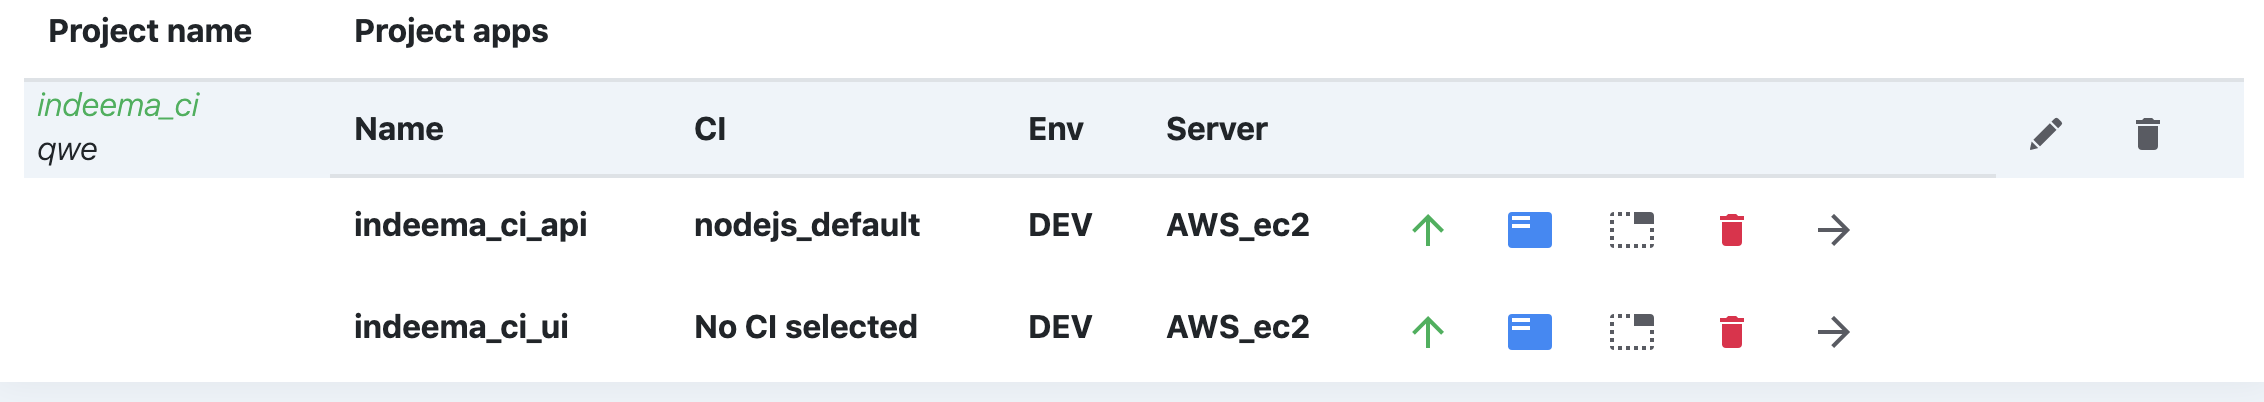 Project name Project apps
indeema_ci
qwe
Name CI Env Server
indeema_ci_api nodejs_default DEV AWS_ec2
indeema_ci_ui No CI selected DEV AWS_ec2